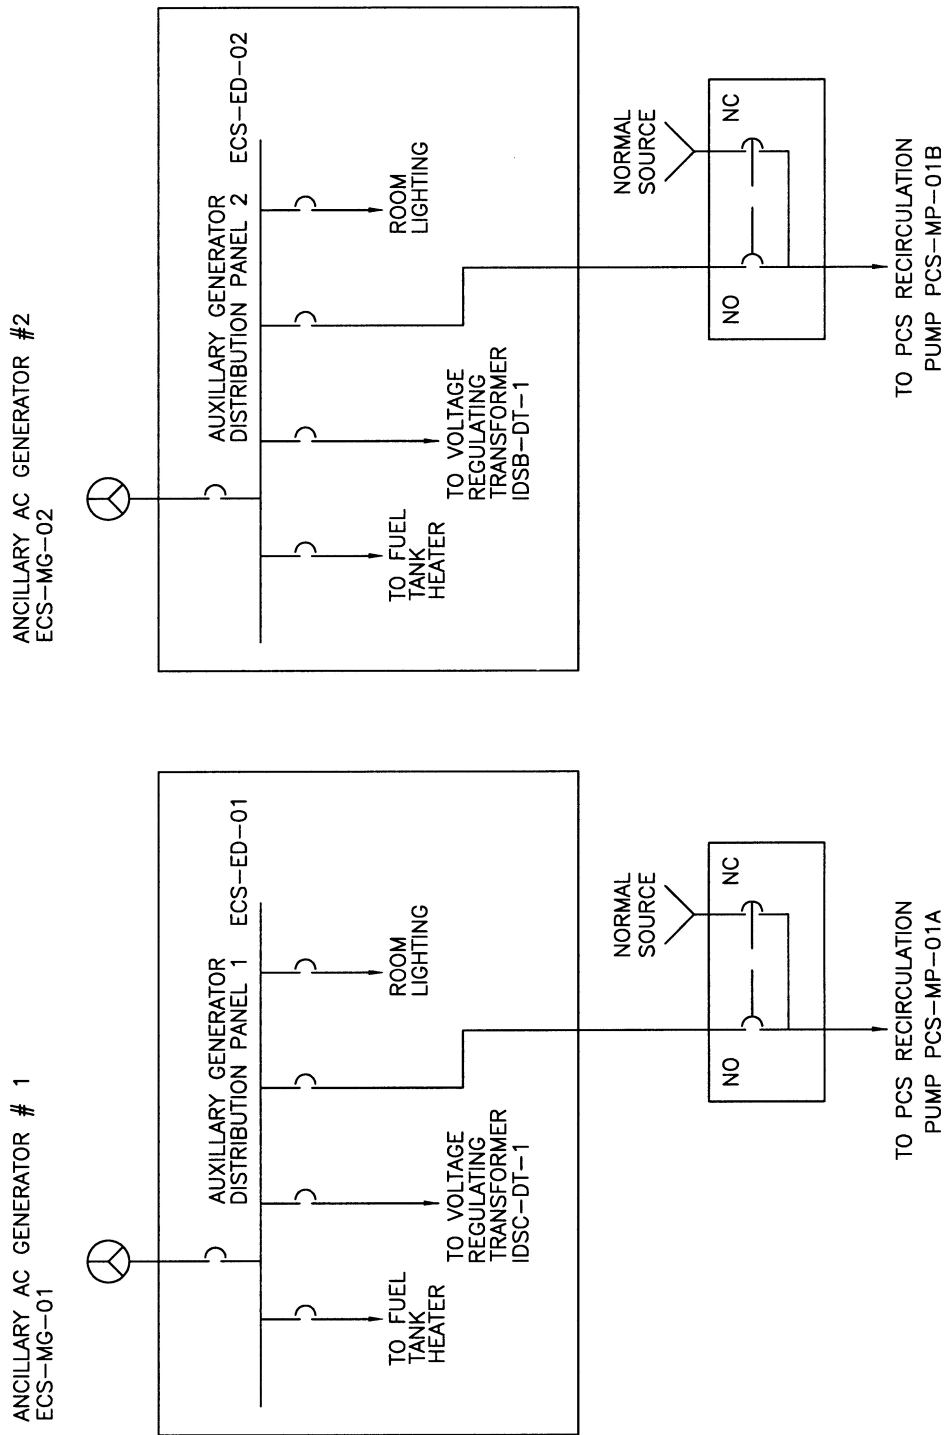 ANCILLARY AC GENERATOR # 1
ECS-MG-01
AUXILLARY GENERATOR
DISTRIBUTION PANEL 1 ECS-ED-01
TO FUEL
TANK
HEATER
TO VOLTAGE
REGULATING
TRANSFORMER
IDSC-DT-1
ROOM
LIGHTING
NORMAL
SOURCE
NO
NC
TO PCS RECIRCULATION
PUMP PCS-MP-01A
ANCILLARY AC GENERATOR #2
ECS-MG-02
AUXILLARY GENERATOR
DISTRIBUTION PANEL 2 ECS-ED-02
TO FUEL
TANK
HEATER
TO VOLTAGE
REGULATING
TRANSFORMER
IDSB-DT-1
ROOM
LIGHTING
NORMAL
SOURCE
NO
NC
TO PCS RECIRCULATION
PUMP PCS-MP-01B